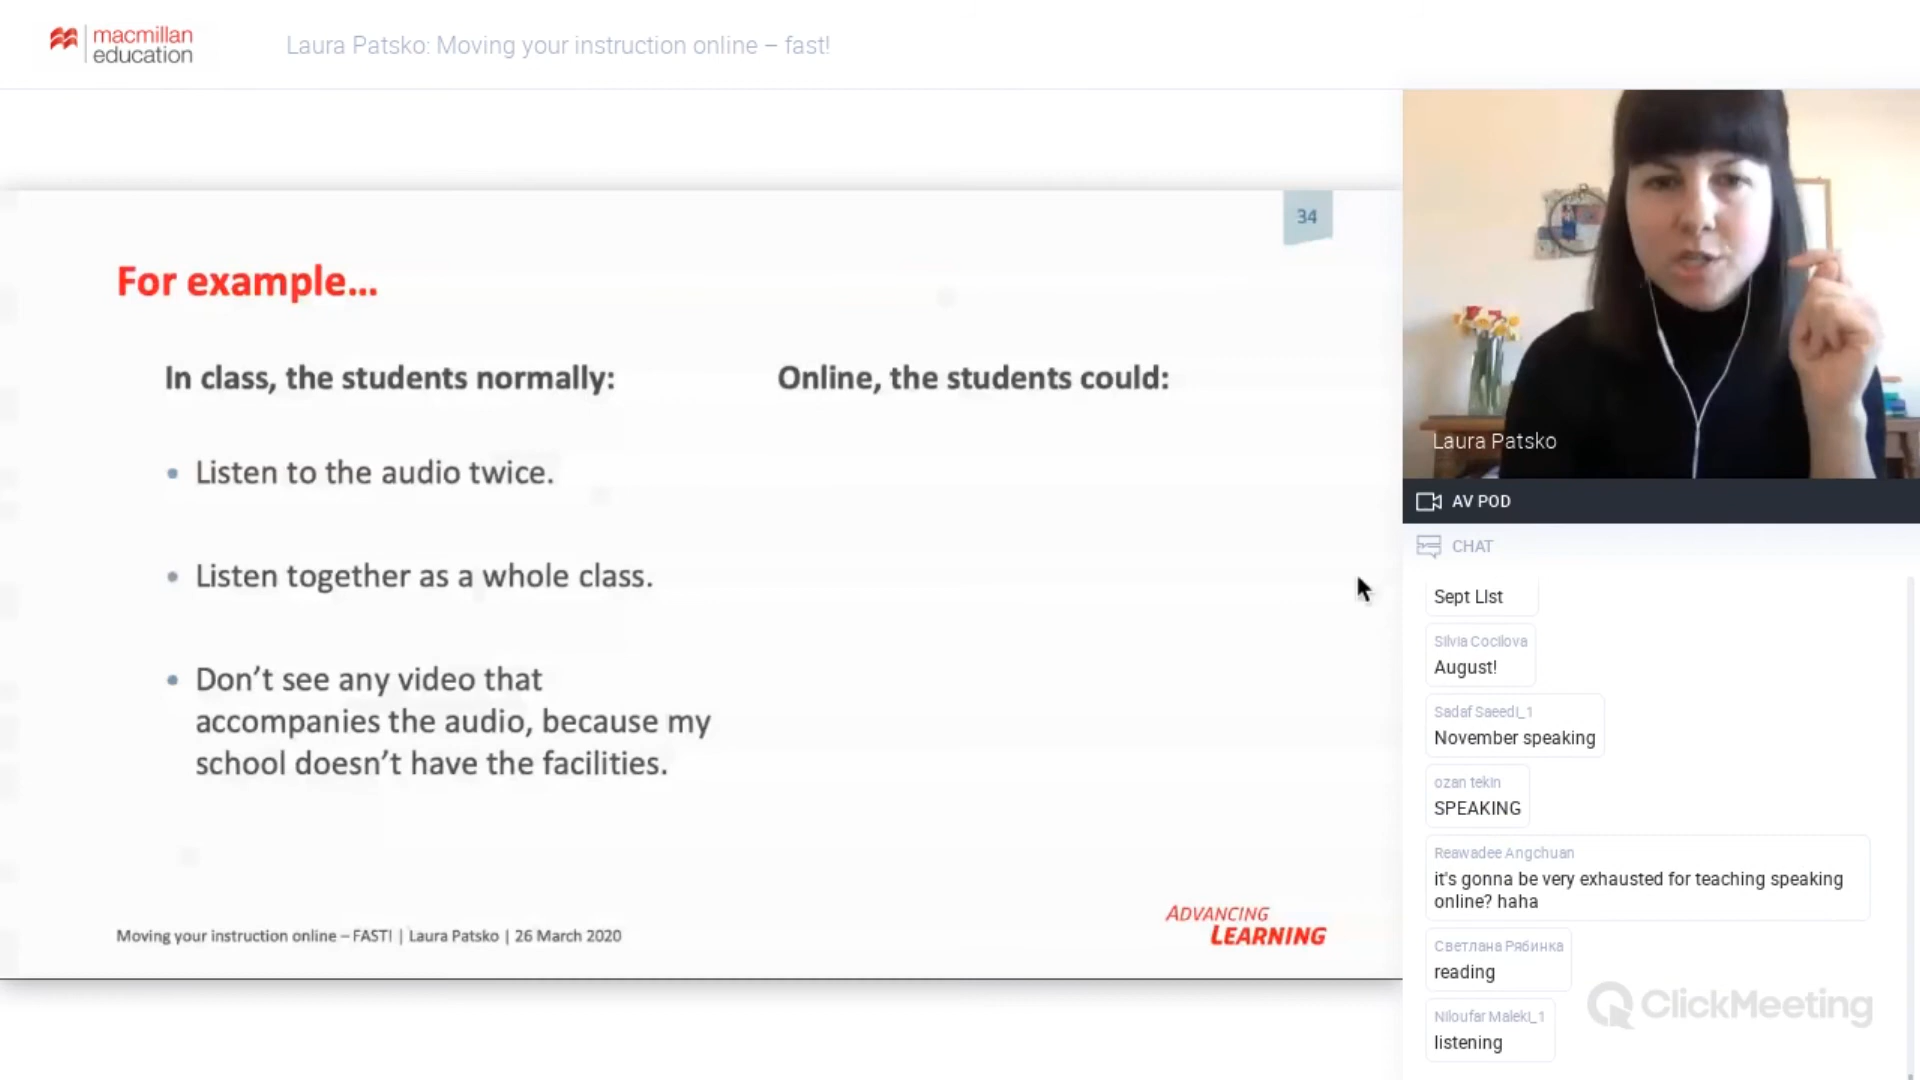 macmillan
education
Laura Patsko: Moving your instruction online – fast!
34
For example...
In class, the students normally:
Online, the students could:
• Listen to the audio twice.
• Listen together as a whole class.
• Don't see any video that
accompanies the audio, because my
school doesn't have the facilities.
Moving your instruction online – FAST! | Laura Patsko | 26 March 2020
ADVANCING
LEARNING
Laura Patsko
AV POD
CHAT
Sept LIst
Silvia Cocilova
August!
Sadaf Saeedi_1
November speaking
ozan tekin
SPEAKING
Reawadee Angchuan
it's gonna be very exhausted for teaching speaking
online? haha
Светлана Рябинка
reading
Niloufar Maleki_1
listening
ClickMeeting